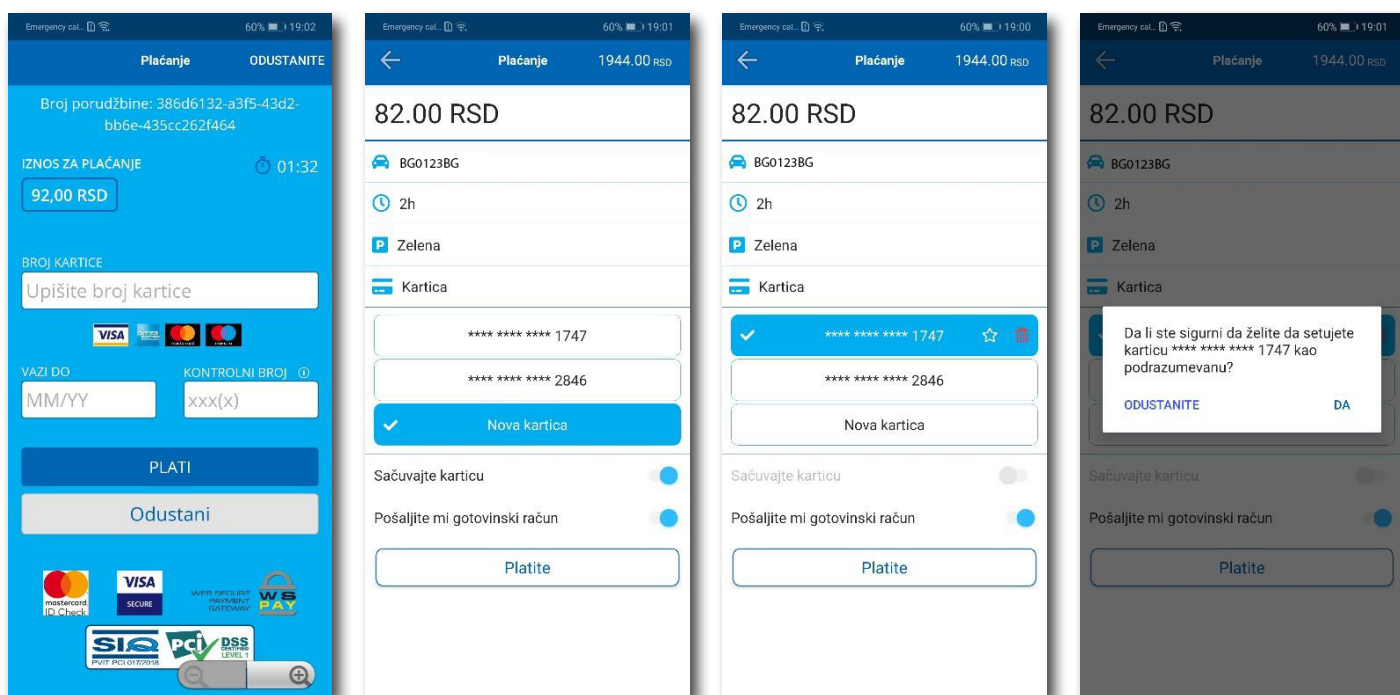 Emergency cal... 60% 19:02
Plaćanje ODUSTANITE
Broj porudžbine: 386d6132-a3f5-43d2-
bb6e-435cc262f464
IZNOS ZA PLAĆANJE 01:32
92,00 RSD
BROJ KARTICE
Upišite broj kartice
VISA mastercard
VAZI DO KONTROLNI BROJ
MM/YY xxx(x)
PLATI
Odustani
mastercard
ID Check
VISA
SECURE
WEB SECURE
PAYMENT
GATEWAY
WS
PAY
SIQ
PVIT PCI 017/2018
PCI DSS
CERTIFIED
LEVEL 1
Emergency cal... 60% 19:01
Plaćanje 1944.00 RSD
82.00 RSD
BG0123BG
2h
P Zelena
Kartica
**** **** **** 1747
**** **** **** 2846
Nova kartica
Sačuvajte karticu
Pošaljite mi gotovinski račun
Platite
Emergency cal... 60% 19:00
Plaćanje 1944.00 RSD
82.00 RSD
BG0123BG
2h
P Zelena
Kartica
**** **** **** 1747
**** **** **** 2846
Nova kartica
Sačuvajte karticu
Pošaljite mi gotovinski račun
Platite
Emergency cal... 60% 19:01
Plaćanje 1944.00 RSD
82.00 RSD
BG0123BG
2h
P Zelena
Kartica
Da li ste sigurni da želite da setujete
karticu **** **** **** 1747 kao
podrazumevanu?
ODUSTANITE DA
Sačuvajte karticu
Pošaljite mi gotovinski račun
Platite